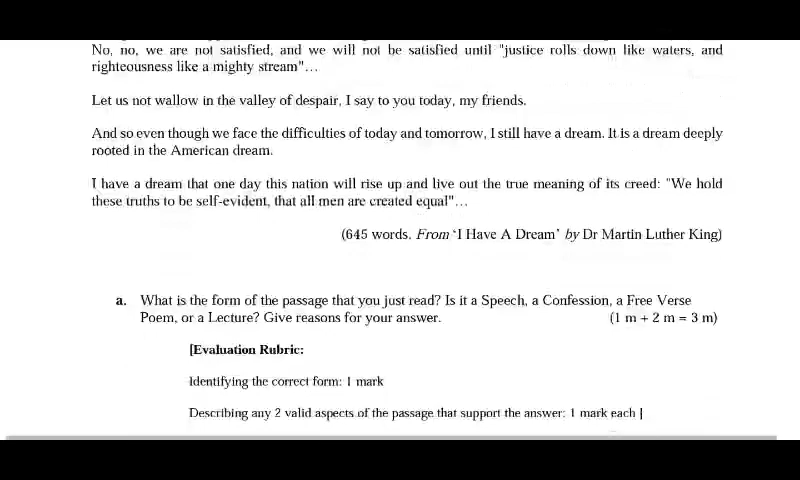 No, no, we are not satisfied, and we will not be satisfied until "justice rolls down like waters, and
righteousness like a mighty stream"…
Let us not wallow in the valley of despair, I say to you today, my friends.
And so even though we face the difficulties of today and tomorrow, I still have a dream. It is a dream deeply
rooted in the American dream.
I have a dream that one day this nation will rise up and live out the true meaning of its creed: "We hold
these truths to be self-evident, that all men are created equal"…
(645 words. From ‘I Have A Dream’ by Dr Martin Luther King)
a. What is the form of the passage that you just read? Is it a Speech, a Confession, a Free Verse
Poem, or a Lecture? Give reasons for your answer. (1 m + 2 m = 3 m)
[Evaluation Rubric:
Identifying the correct form: 1 mark
Describing any 2 valid aspects of the passage that support the answer: 1 mark each ]